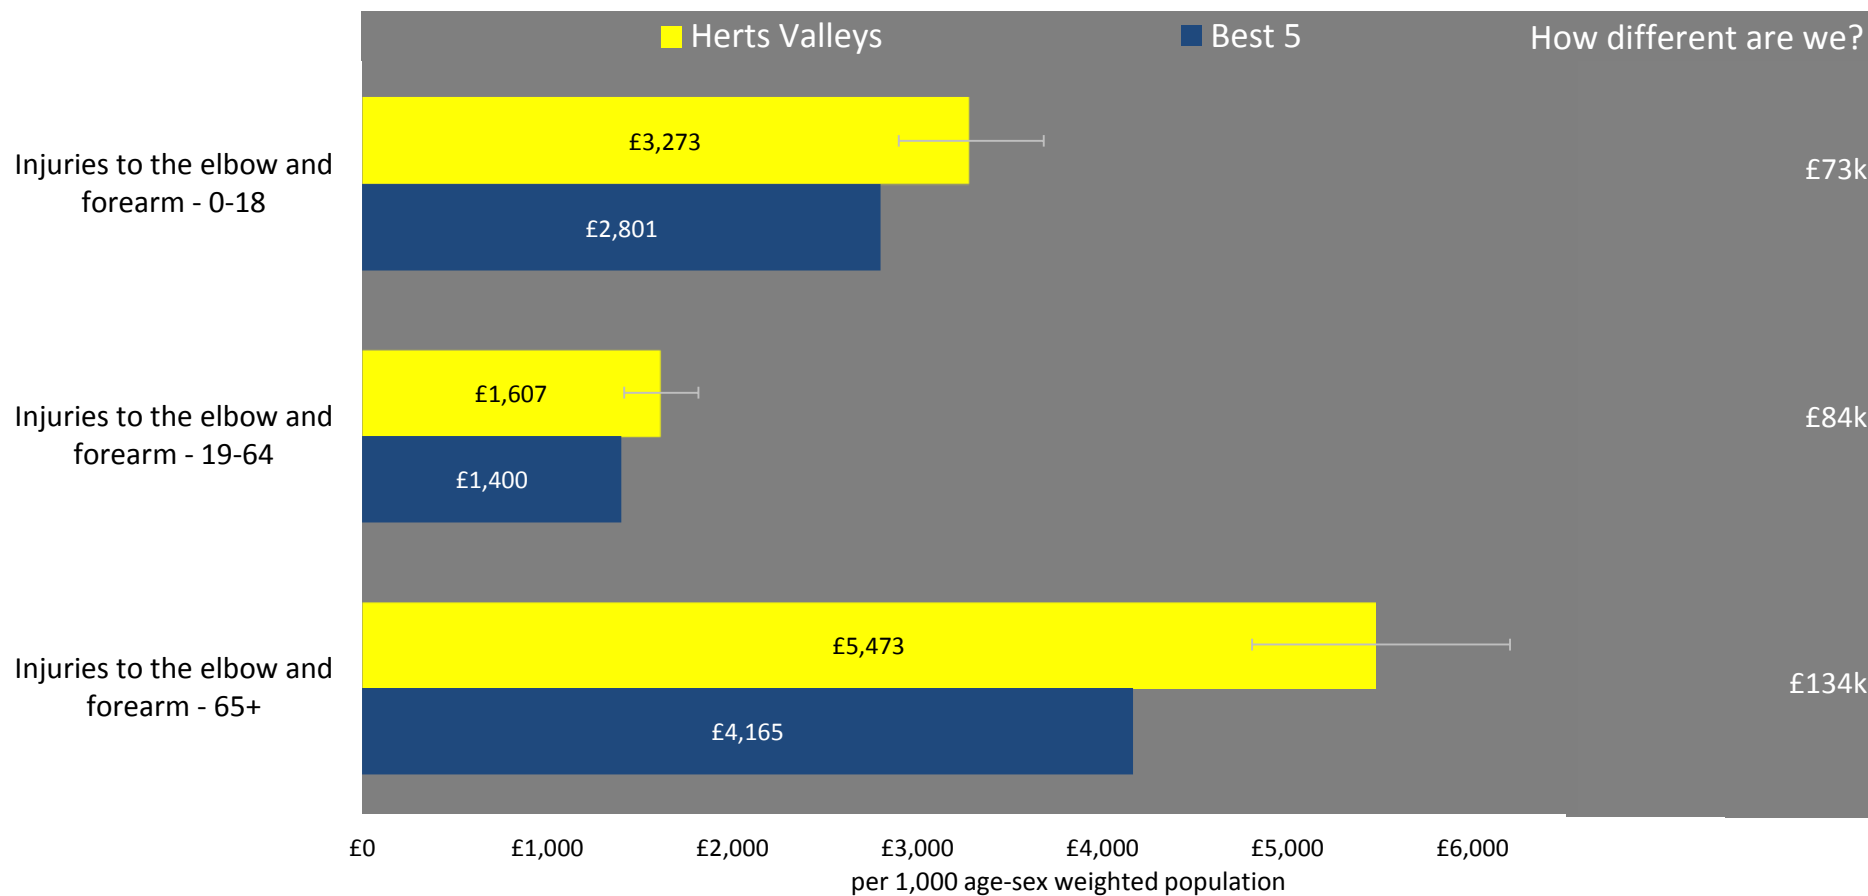 Herts Valleys
Best 5
How different are we?
Injuries to the elbow and
forearm - 0-18
£3,273
£2,801
£73k
Injuries to the elbow and
forearm - 19-64
£1,607
£1,400
£84k
Injuries to the elbow and
forearm - 65+
£5,473
£4,165
£134k
£0 £1,000 £2,000 £3,000 £4,000 £5,000 £6,000
per 1,000 age-sex weighted population